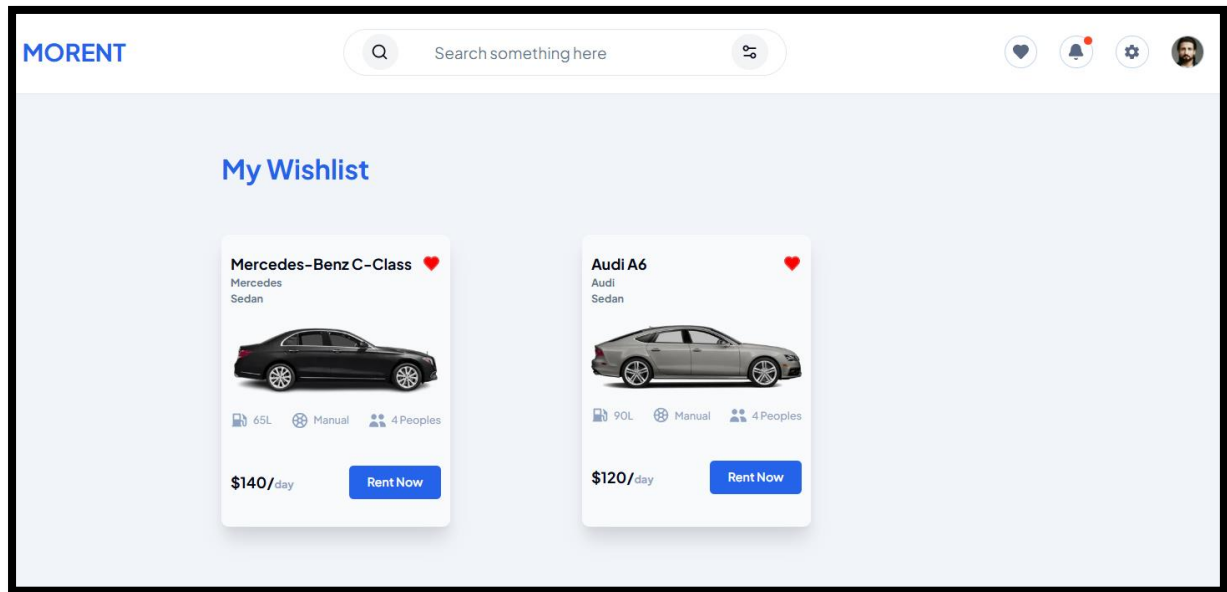 MORENT
Search something here
My Wishlist
Mercedes-Benz C-Class
Mercedes
Sedan
65L Manual 4 Peoples
$140/day Rent Now
Audi A6
Audi
Sedan
90L Manual 4 Peoples
$120/day Rent Now